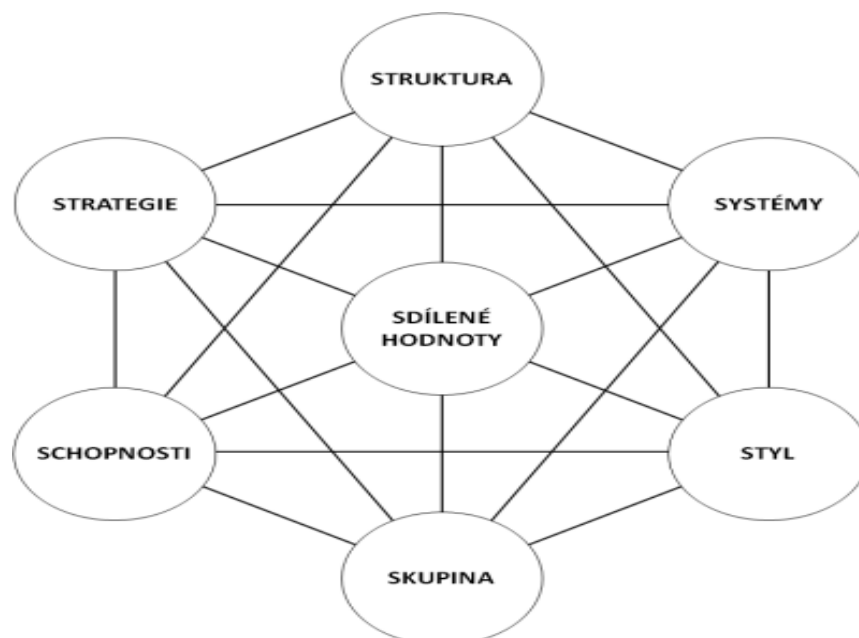 STRUKTURA
STRATEGIE
SYSTÉMY
SDÍLENÉ
HODNOTY
SCHOPNOSTI
STYL
SKUPINA